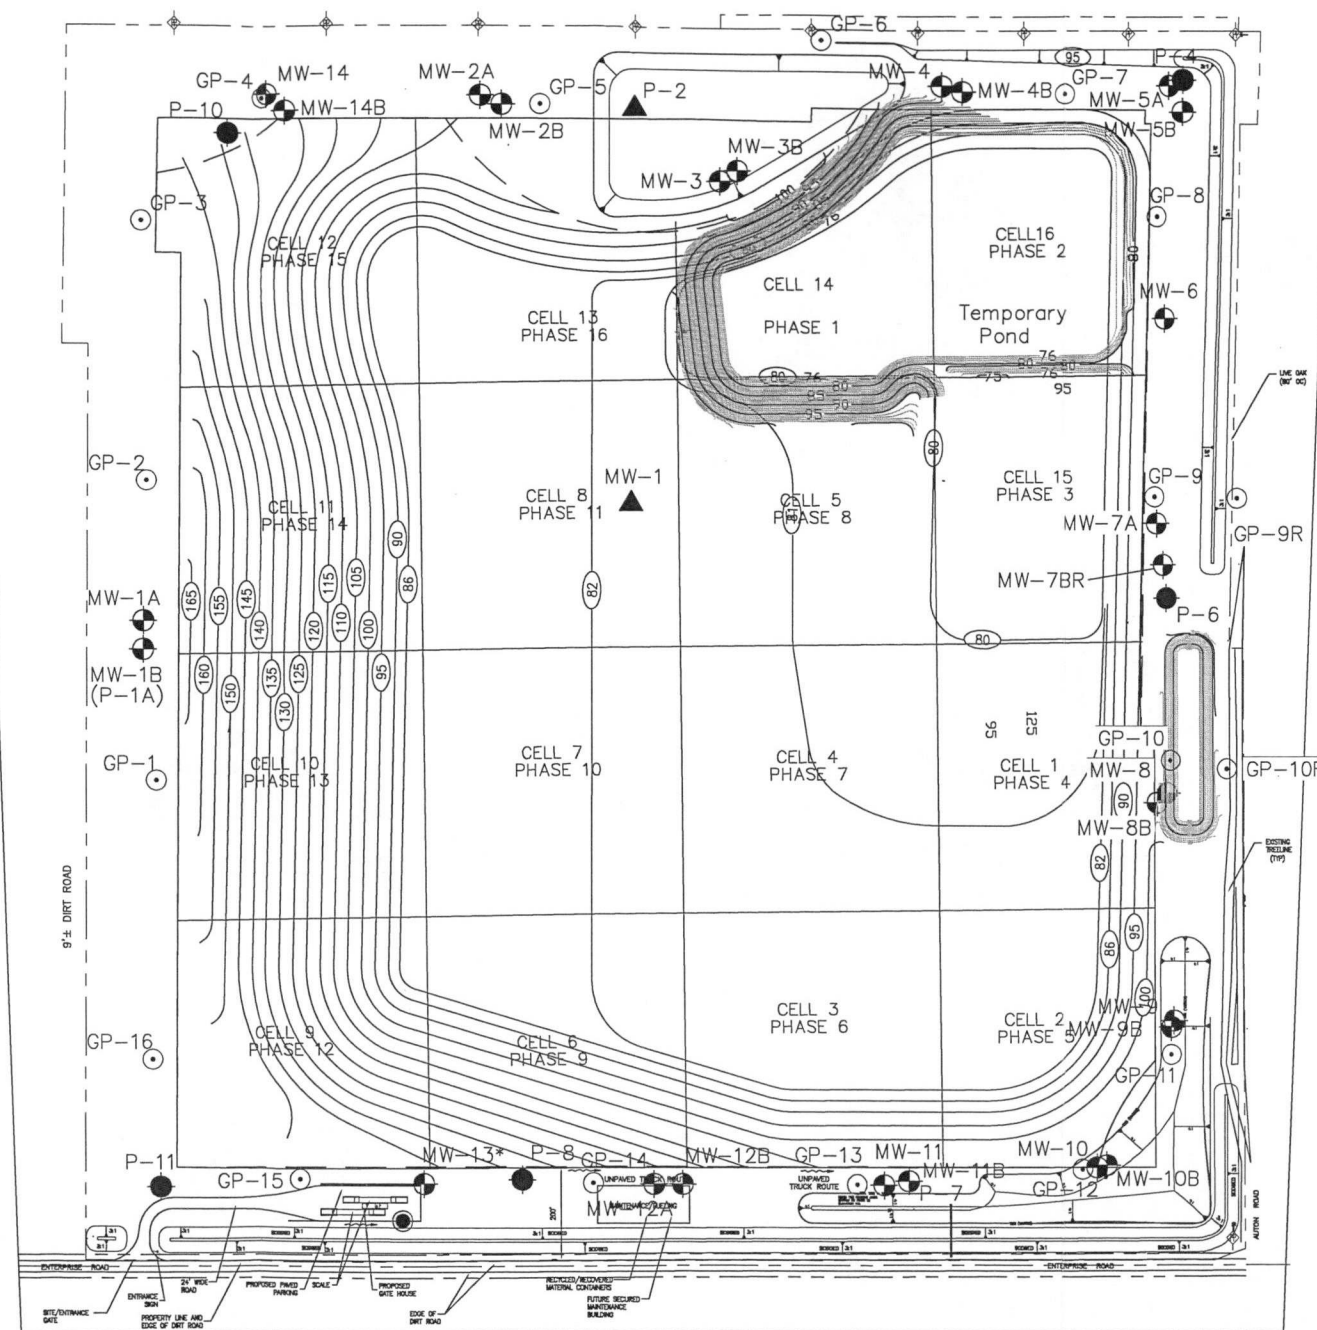 GP-6
95
P-4
GP-4
MW-14
MW-2A
GP-5
P-2
MW-4
GP-7
P-10
MW-14B
MW-2B
MW-4B
MW-5A
MW-5B
MW-3B
MW-3
100
76
GP-3
GP-8
CELL 12
PHASE 15
CELL16
PHASE 2
80
CELL 14
PHASE 1
MW-6
CELL 13
PHASE 16
Temporary
Pond
76
80
80
75
76
95
80
76
80
85
90
95
LIVE OAK
(80' OC)
80
GP-2
MW-1
GP-9
CELL 11
PHASE 14
CELL 8
PHASE 11
CELL 5
PHASE 8
81
CELL 15
PHASE 3
MW-7A
GP-9R
90
MW-7BR
MW-1A
165
155
145
140
115
120
110
105
100
86
82
P-6
80
MW-1B
(P-1A)
160
150
135
130
125
95
95
125
GP-10
GP-1
CELL 10
PHASE 13
CELL 7
PHASE 10
CELL 4
PHASE 7
CELL 1
PHASE 4
MW-8
GP-10R
90
MW-8B
EXISTING
TREELINE
(TYP)
82
9'± DIRT ROAD
95
86
100
CELL 3
PHASE 6
CELL 2
PHASE 5
MW-9
MW-9B
GP-16
CELL 9
PHASE 12
CELL 6
PHASE 9
GP-11
P-11
GP-15
MW-13*
P-8
GP-14
MW-12B
GP-13
MW-11
MW-11B
MW-10
MW-10B
GP-12
P-7
UNPAVED TRUCK ROUTE
UNPAVED
TRUCK ROUTE
MW-12A
MAINTENANCE/FUELING
200'
AUTON ROAD
ENTERPRISE ROAD
ENTERPRISE ROAD
SITE/ENTRANCE
GATE
ENTRANCE
SIGN
24' WIDE
ROAD
PROPERTY LINE AND
EDGE OF DIRT ROAD
PROPOSED PAVED
PARKING
SCALE
PROPOSED
GATE HOUSE
EDGE OF
DIRT ROAD
RECYCLED/RECOVERED
MATERIAL CONTAINERS
FUTURE SECURED
MAINTENANCE
BUILDING